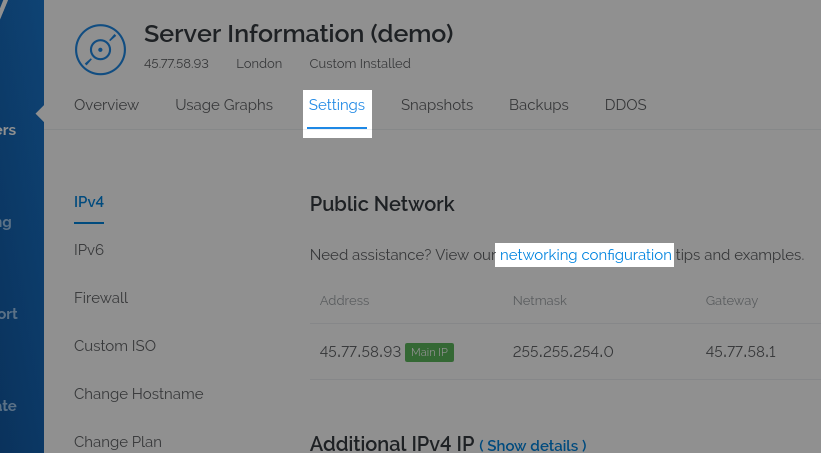 Server Information (demo)
45.77.58.93 London Custom Installed
Overview Usage Graphs Settings Snapshots Backups DDOS
ers
ng
ort
ate
IPv4
IPv6
Firewall
Custom ISO
Change Hostname
Change Plan
Public Network
Need assistance? View our networking configuration tips and examples.
Address Netmask Gateway
45.77.58.93 Main IP 255.255.254.0 45.77.58.1
Additional IPv4 IP ( Show details )